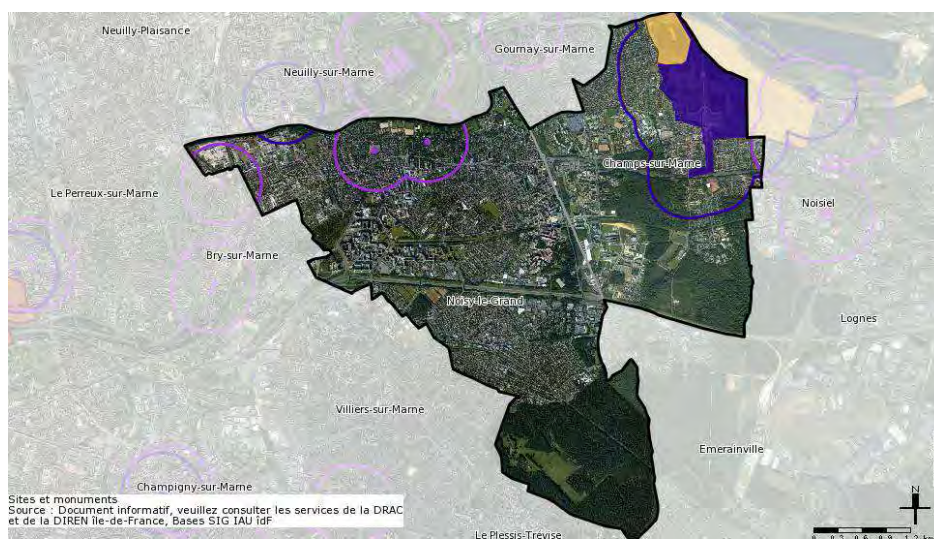 Neuilly-Plaisance
Gournay-sur-Marne
Neuilly-sur-Marne
Champs-sur-Marne
Le Perreux-sur-Marne
Noisiel
Bry-sur-Marne
Noisy-le-Grand
Lognes
Villiers-sur-Marne
Emerainville
Champigny-sur-Marne
Sites et monuments
Source : Document informatif, veuillez consulter les services de la DRAC
et de la DIREN île-de-France, Bases SIG IAU îdF
Le Plessis-Trévise
N